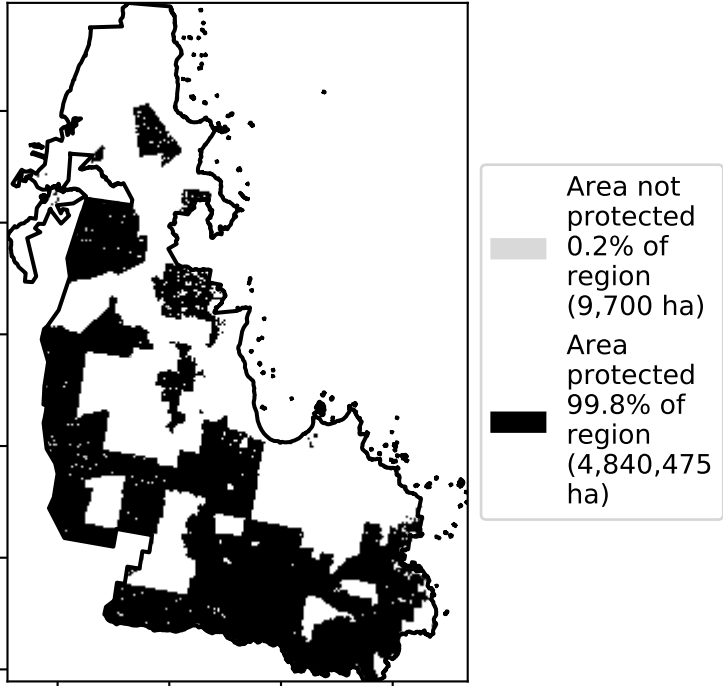 Area not
protected
0.2% of
region
(9,700 ha)
Area
protected
99.8% of
region
(4,840,475
ha)